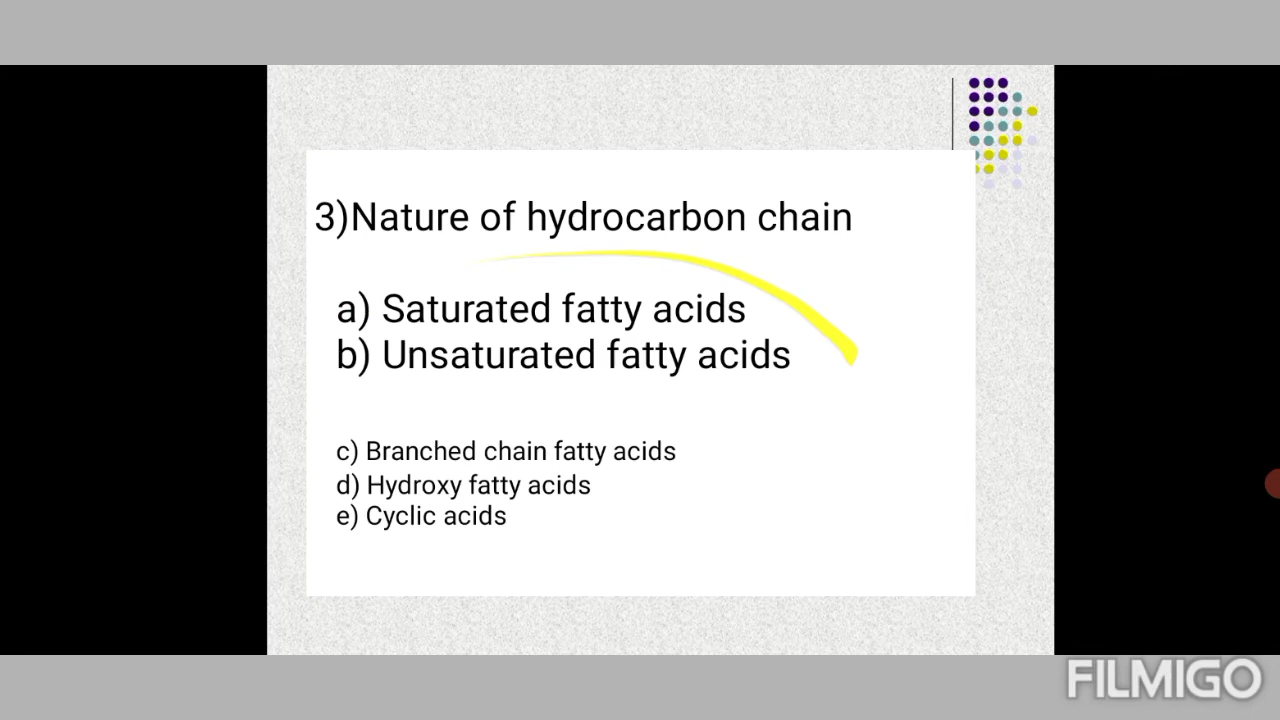 3)Nature of hydrocarbon chain
a) Saturated fatty acids
b) Unsaturated fatty acids
c) Branched chain fatty acids
d) Hydroxy fatty acids
e) Cyclic acids
FILMIGO